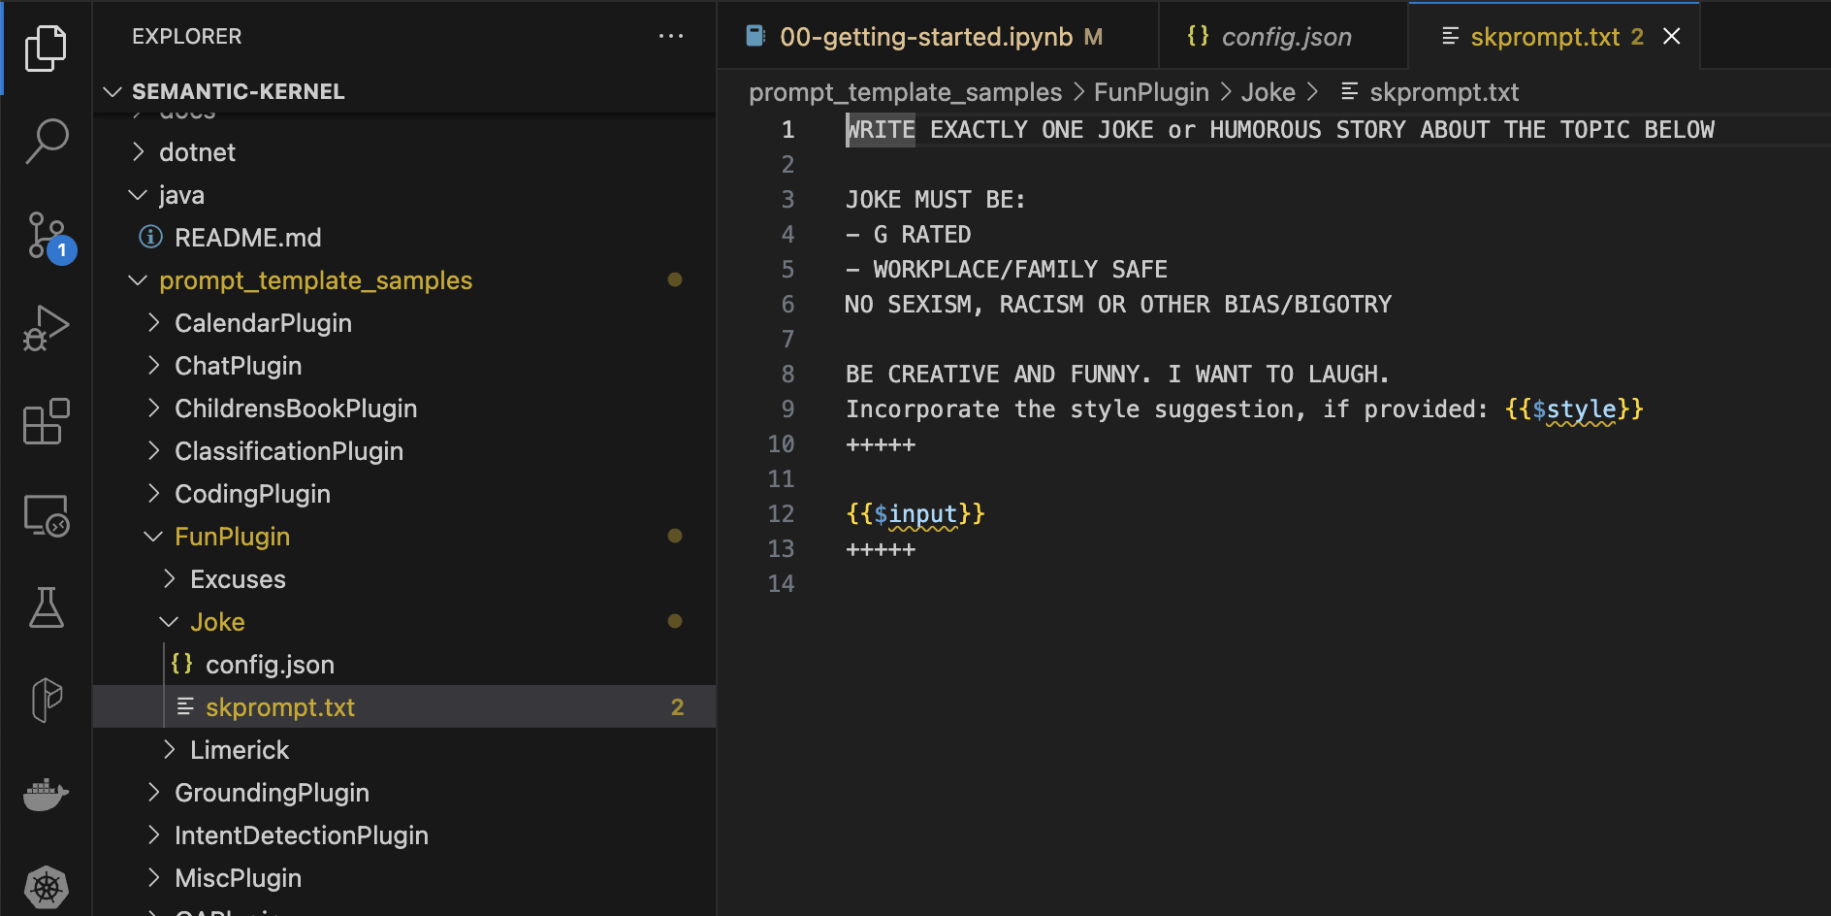 EXPLORER
···
SEMANTIC-KERNEL
docs
dotnet
java
README.md
prompt_template_samples
CalendarPlugin
ChatPlugin
ChildrensBookPlugin
ClassificationPlugin
CodingPlugin
FunPlugin
Excuses
Joke
{} config.json
skprompt.txt 2
Limerick
GroundingPlugin
IntentDetectionPlugin
MiscPlugin
1
00-getting-started.ipynb M
{} config.json
skprompt.txt 2
prompt_template_samples > FunPlugin > Joke > skprompt.txt
1 WRITE EXACTLY ONE JOKE or HUMOROUS STORY ABOUT THE TOPIC BELOW
2
3 JOKE MUST BE:
4 - G RATED
5 - WORKPLACE/FAMILY SAFE
6 NO SEXISM, RACISM OR OTHER BIAS/BIGOTRY
7
8 BE CREATIVE AND FUNNY. I WANT TO LAUGH.
9 Incorporate the style suggestion, if provided: {{$style}}
10 +++++
11
12 {{$input}}
13 +++++
14